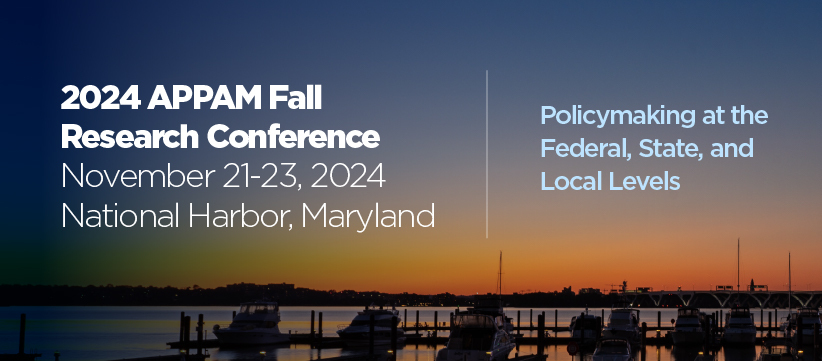 2024 APPAM Fall
Research Conference
November 21-23, 2024
National Harbor, Maryland
Policymaking at the
Federal, State, and
Local Levels